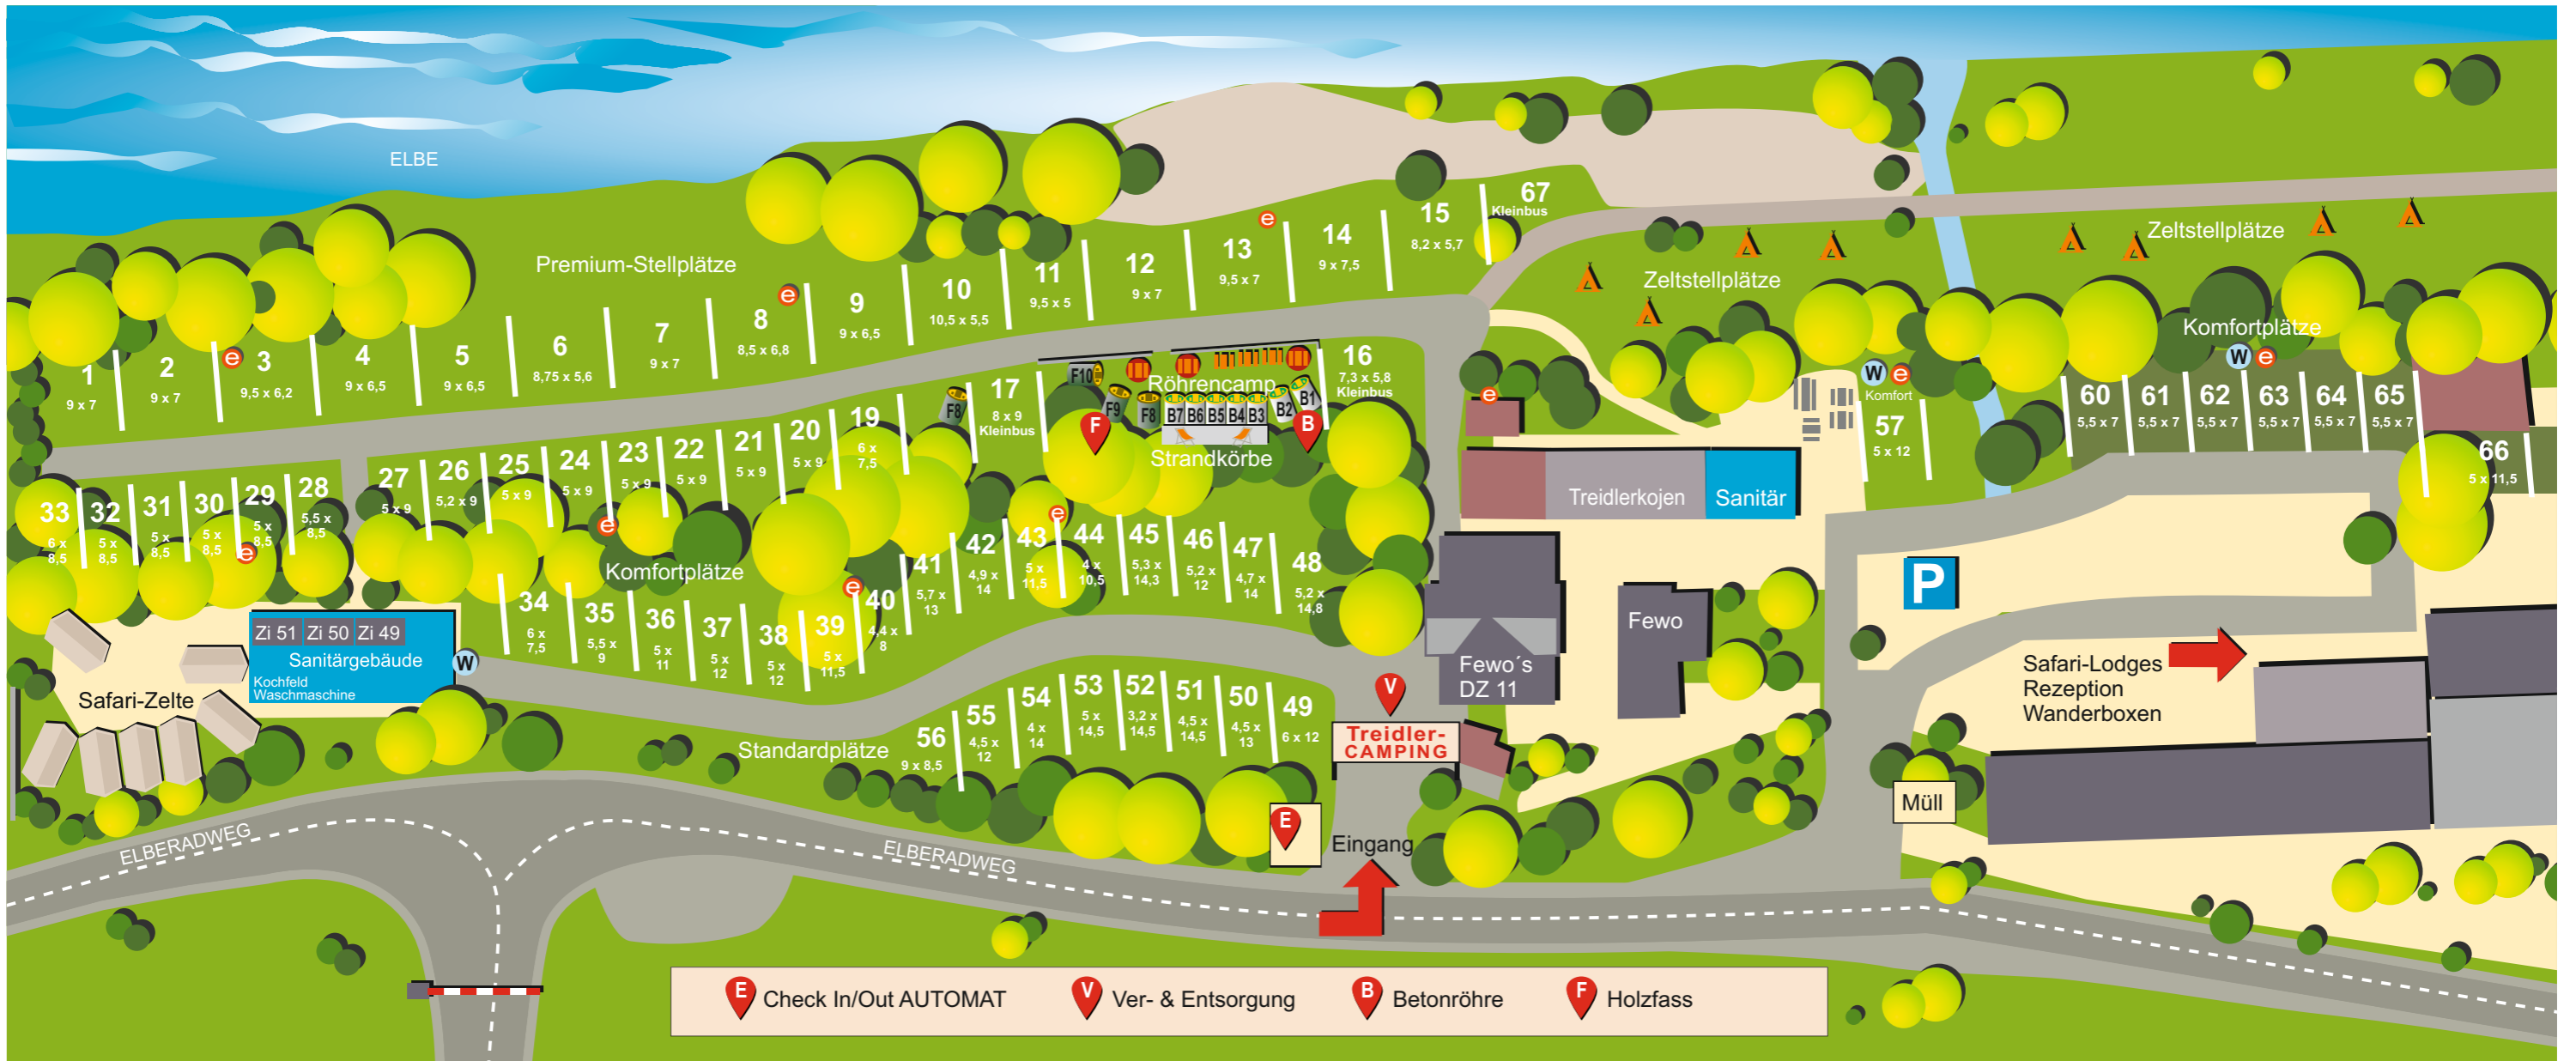 ELBE
Premium-Stellplätze
1
9 x 7
2
9 x 7
e
3
9,5 x 6,2
4
9 x 6,5
5
9 x 6,5
6
8,75 x 5,6
7
9 x 7
8
8,5 x 6,8
e
9
9 x 6,5
10
10,5 x 5,5
11
9,5 x 5
12
9 x 7
13
9,5 x 7
e
14
9 x 7,5
15
8,2 x 5,7
67
Kleinbus
Zeltstellplätze
Zeltstellplätze
Komfortplätze
W
e
W
e
Komfort
57
5 x 12
60
5,5 x 7
61
5,5 x 7
62
5,5 x 7
63
5,5 x 7
64
5,5 x 7
65
5,5 x 7
66
5 x 11,5
16
7,3 x 5,8
Kleinbus
17
8 x 9
Kleinbus
F8
F10
F9
F8
Röhrencamp
B7
B6
B5
B4
B3
B2
B1
F
B
Strandkörbe
19
6 x
7,5
20
5 x 9
21
5 x 9
22
5 x 9
23
5 x 9
24
5 x 9
25
5 x 9
26
5,2 x 9
27
5 x 9
28
5,5 x
8,5
29
5 x
8,5
e
30
5 x
8,5
31
5 x
8,5
32
5 x
8,5
33
6 x
8,5
e
Komfortplätze
34
6 x
7,5
35
5,5 x
9
36
5 x
11
37
5 x
12
38
5 x
12
39
5 x
11,5
e
40
4,4 x
8
41
5,7 x
13
42
4,9 x
14
43
5 x
11,5
e
44
4 x
10,5
45
5,3 x
14,3
46
5,2 x
12
47
4,7 x
14
48
5,2 x
14,8
e
Treidlerkojen
Sanitär
Fewo´s
DZ 11
Fewo
P
Zi 51
Zi 50
Zi 49
Sanitärgebäude
Kochfeld
Waschmaschine
W
Safari-Zelte
Standardplätze
56
9 x 8,5
55
4,5 x
12
54
4 x
14
53
5 x
14,5
52
3,2 x
14,5
51
4,5 x
14,5
50
4,5 x
13
49
6 x 12
V
Treidler-
CAMPING
Safari-Lodges
Rezeption
Wanderboxen
Müll
E
Eingang
ELBERADWEG
ELBERADWEG
E Check In/Out AUTOMAT
V Ver- & Entsorgung
B Betonröhre
F Holzfass